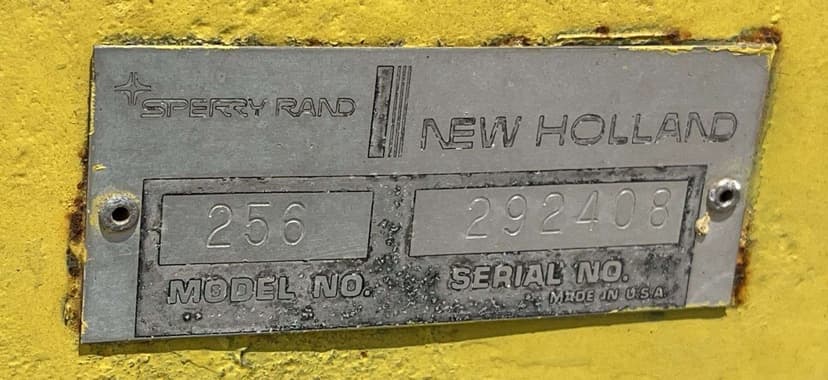 SPERRY RAND
NEW HOLLAND
256
292408
MODEL NO.
SERIAL NO.
MADE IN U.S.A.